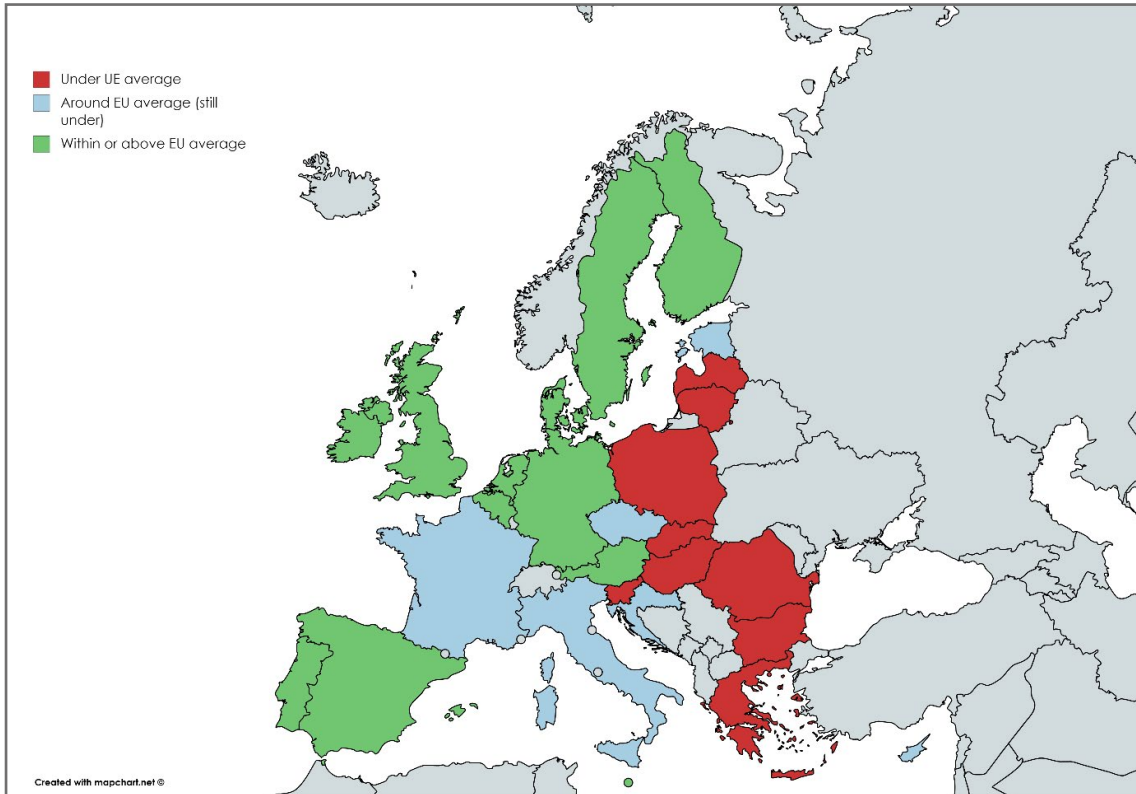 Under UE average
Around EU average (still
under)
Within or above EU average
Created with mapchart.net ©